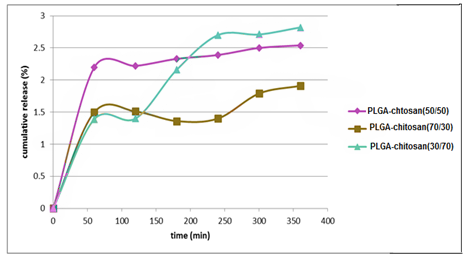 3
2.5
2
1.5
1
0.5
0
cumulative release (%)
0 50 100 150 200 250 300 350 400
time (min)
PLGA-chtosan(50/50)
PLGA-chitosan(70/30)
PLGA-chitosan(30/70)